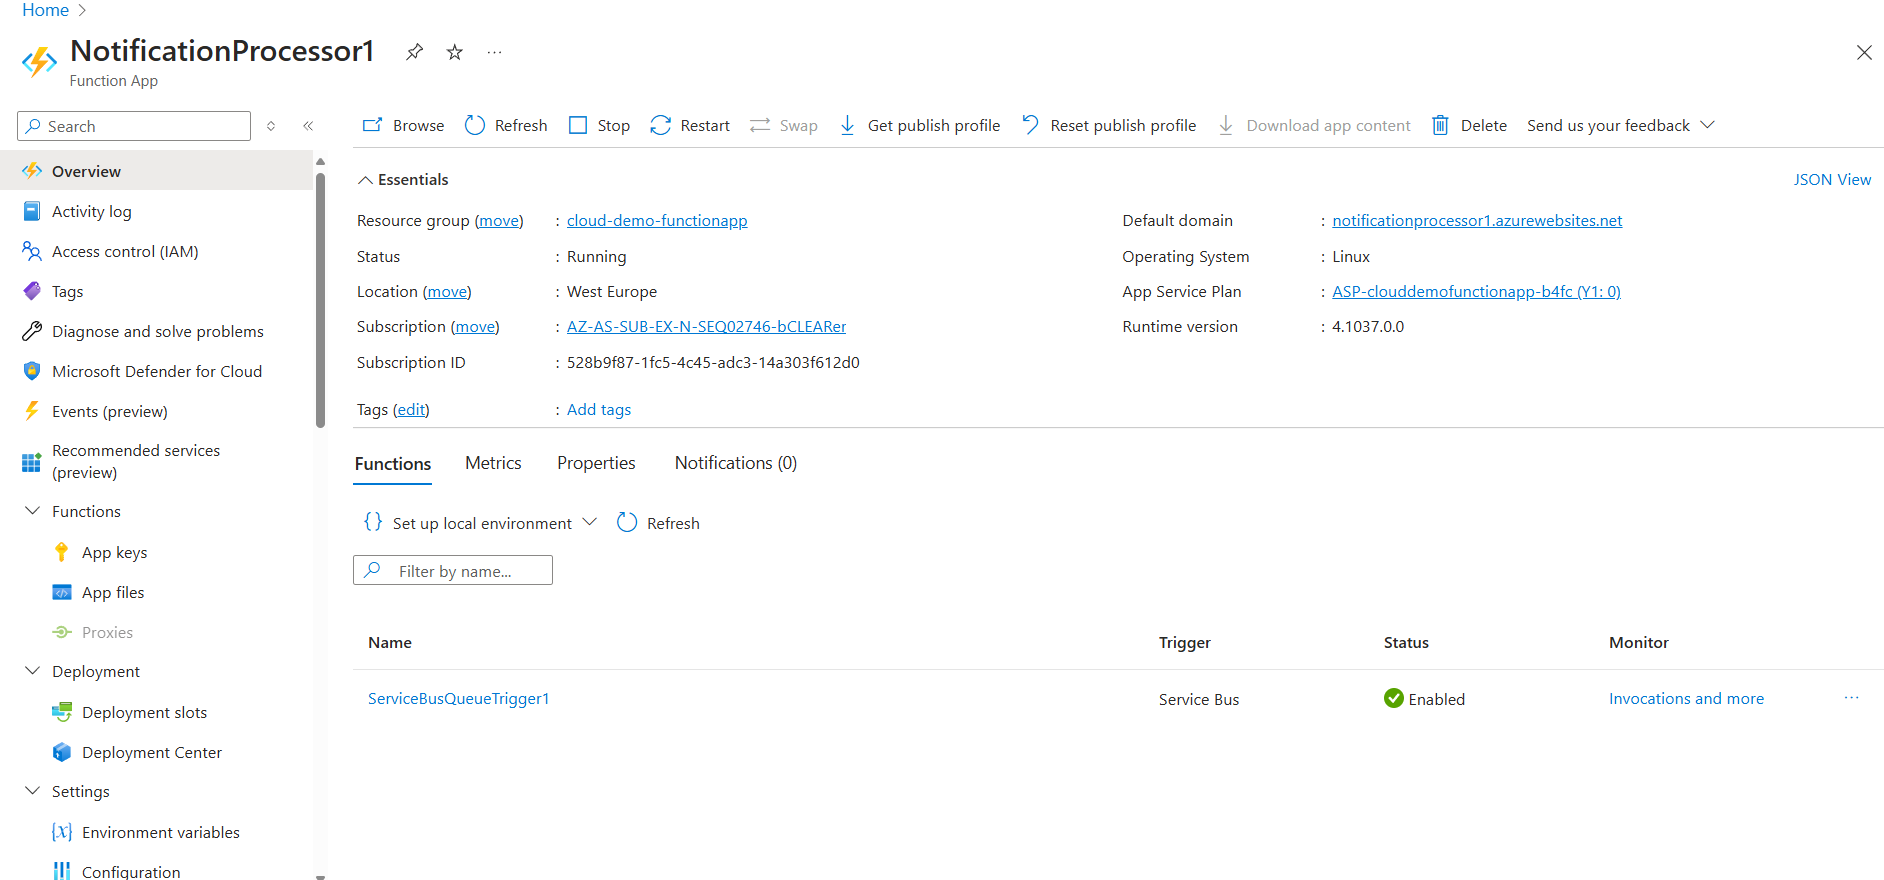 Home
NotificationProcessor1
Function App
Search
Browse Refresh Stop Restart Swap Get publish profile Reset publish profile Download app content Delete Send us your feedback
Overview
Activity log
Access control (IAM)
Tags
Diagnose and solve problems
Microsoft Defender for Cloud
Events (preview)
Recommended services
(preview)
Functions
App keys
App files
Proxies
Deployment
Deployment slots
Deployment Center
Settings
Environment variables
Configuration
Essentials
JSON View
Resource group (move) : cloud-demo-functionapp
Status : Running
Location (move) : West Europe
Subscription (move) : AZ-AS-SUB-EX-N-SEQ02746-bCLEARer
Subscription ID : 528b9f87-1fc5-4c45-adc3-14a303f612d0
Tags (edit) : Add tags
Default domain : notificationprocessor1.azurewebsites.net
Operating System : Linux
App Service Plan : ASP-clouddemofunctionapp-b4fc (Y1: 0)
Runtime version : 4.1037.0.0
Functions Metrics Properties Notifications (0)
{} Set up local environment Refresh
Filter by name...
Name Trigger Status Monitor
ServiceBusQueueTrigger1 Service Bus Enabled Invocations and more